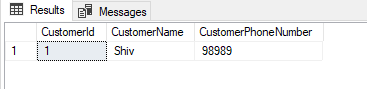 Results Messages
CustomerId CustomerName CustomerPhoneNumber
1 1 Shiv 98989